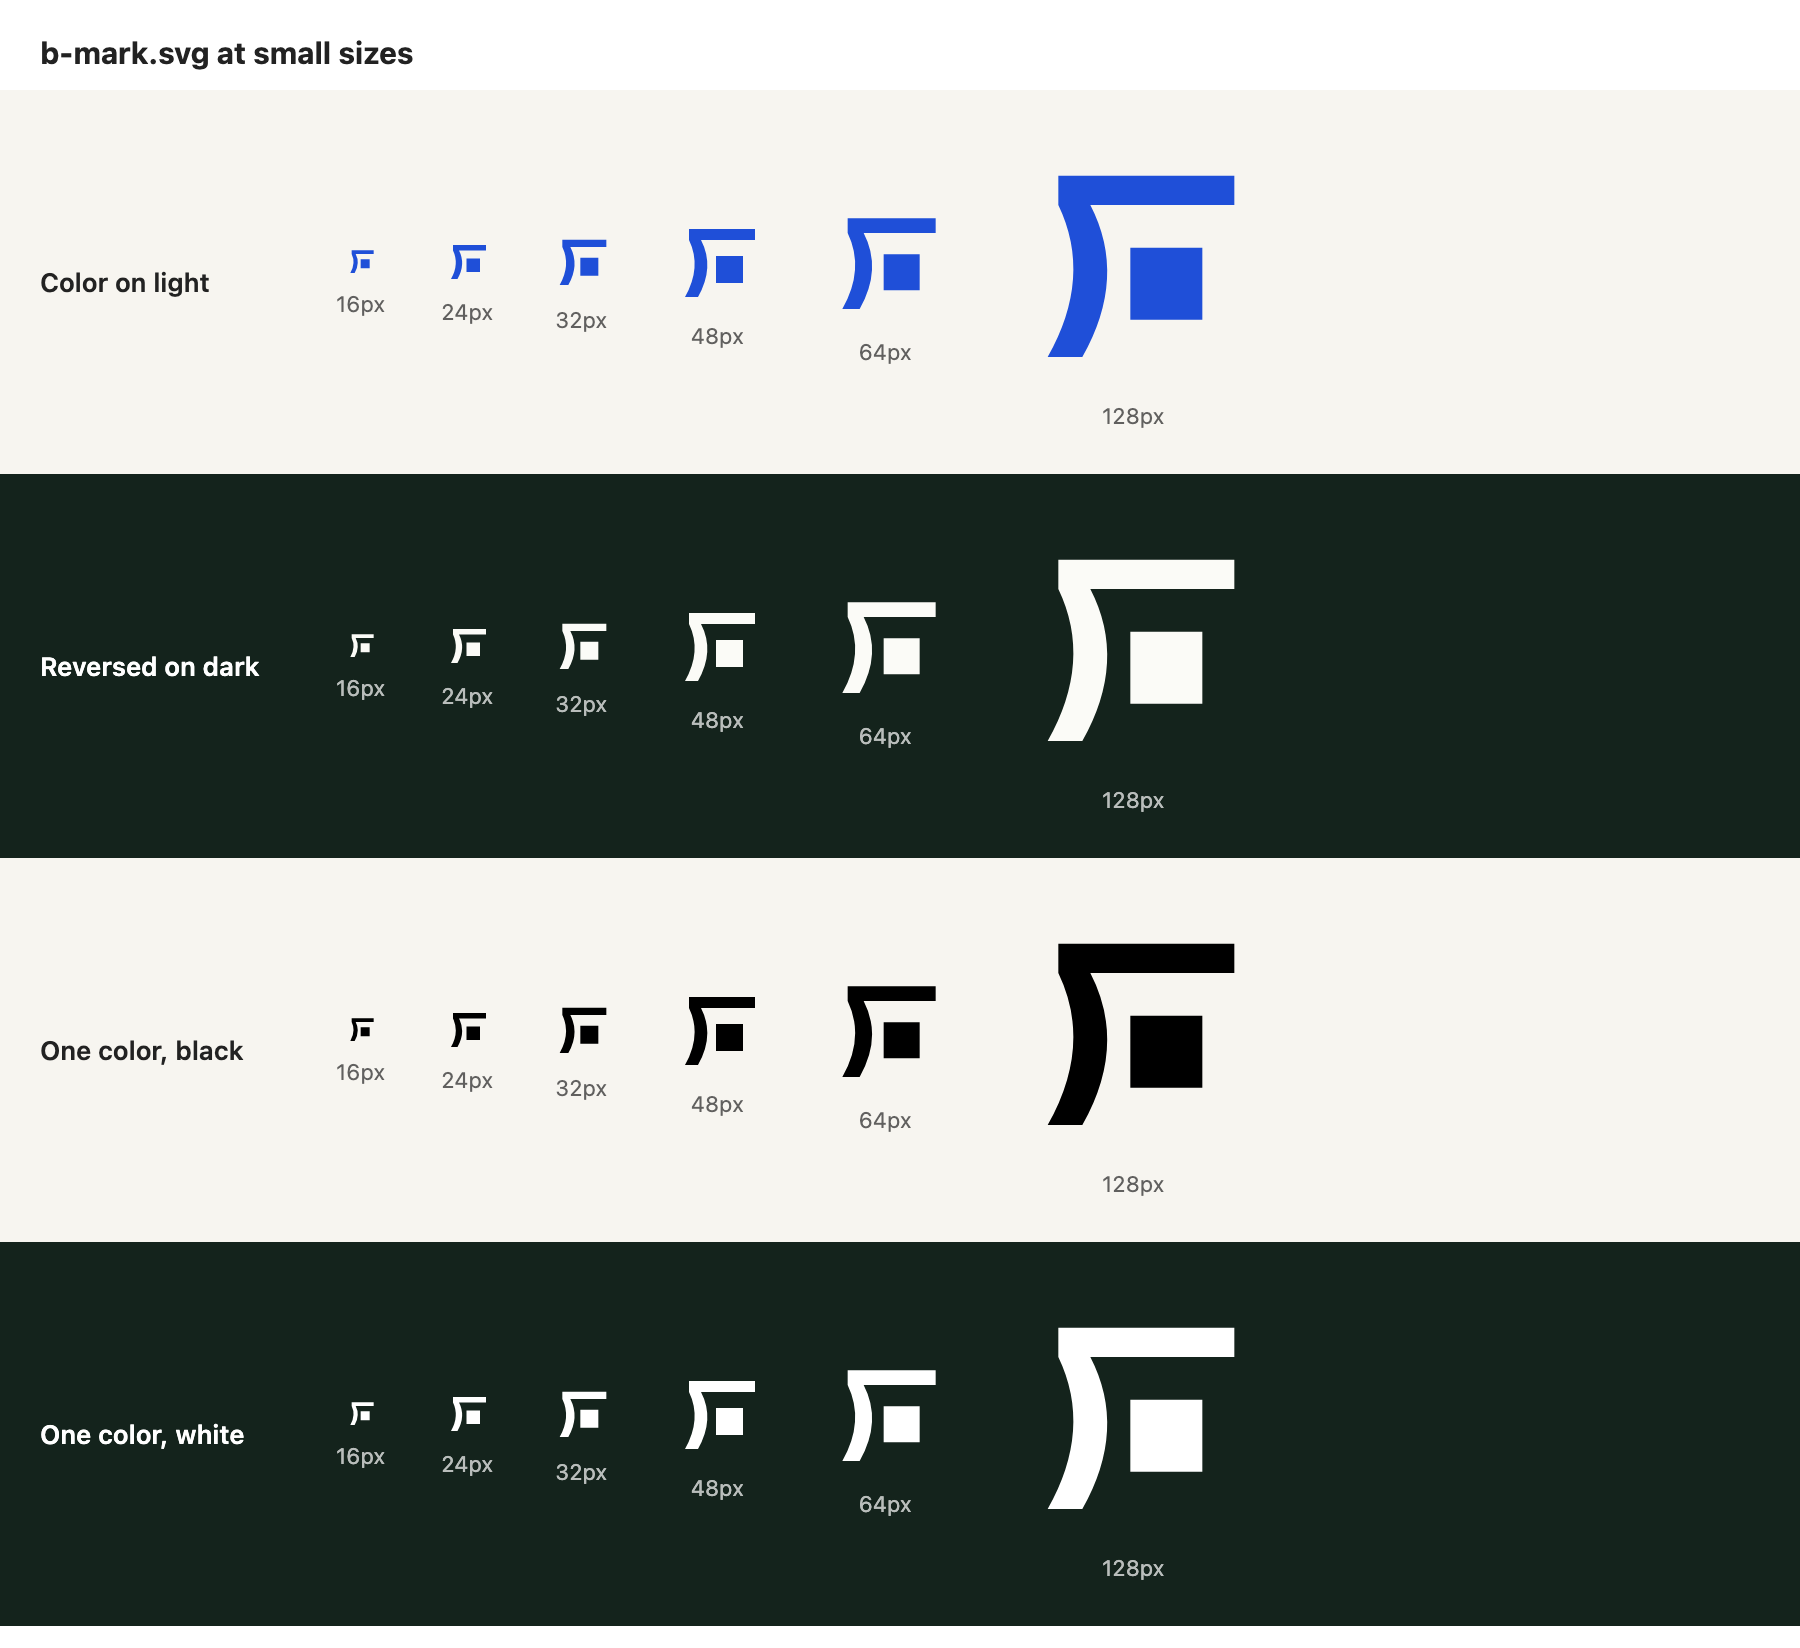 b-mark.svg at small sizes
Color on light
16px
24px
32px
48px
64px
128px
Reversed on dark
16px
24px
32px
48px
64px
128px
One color, black
16px
24px
32px
48px
64px
128px
One color, white
16px
24px
32px
48px
64px
128px